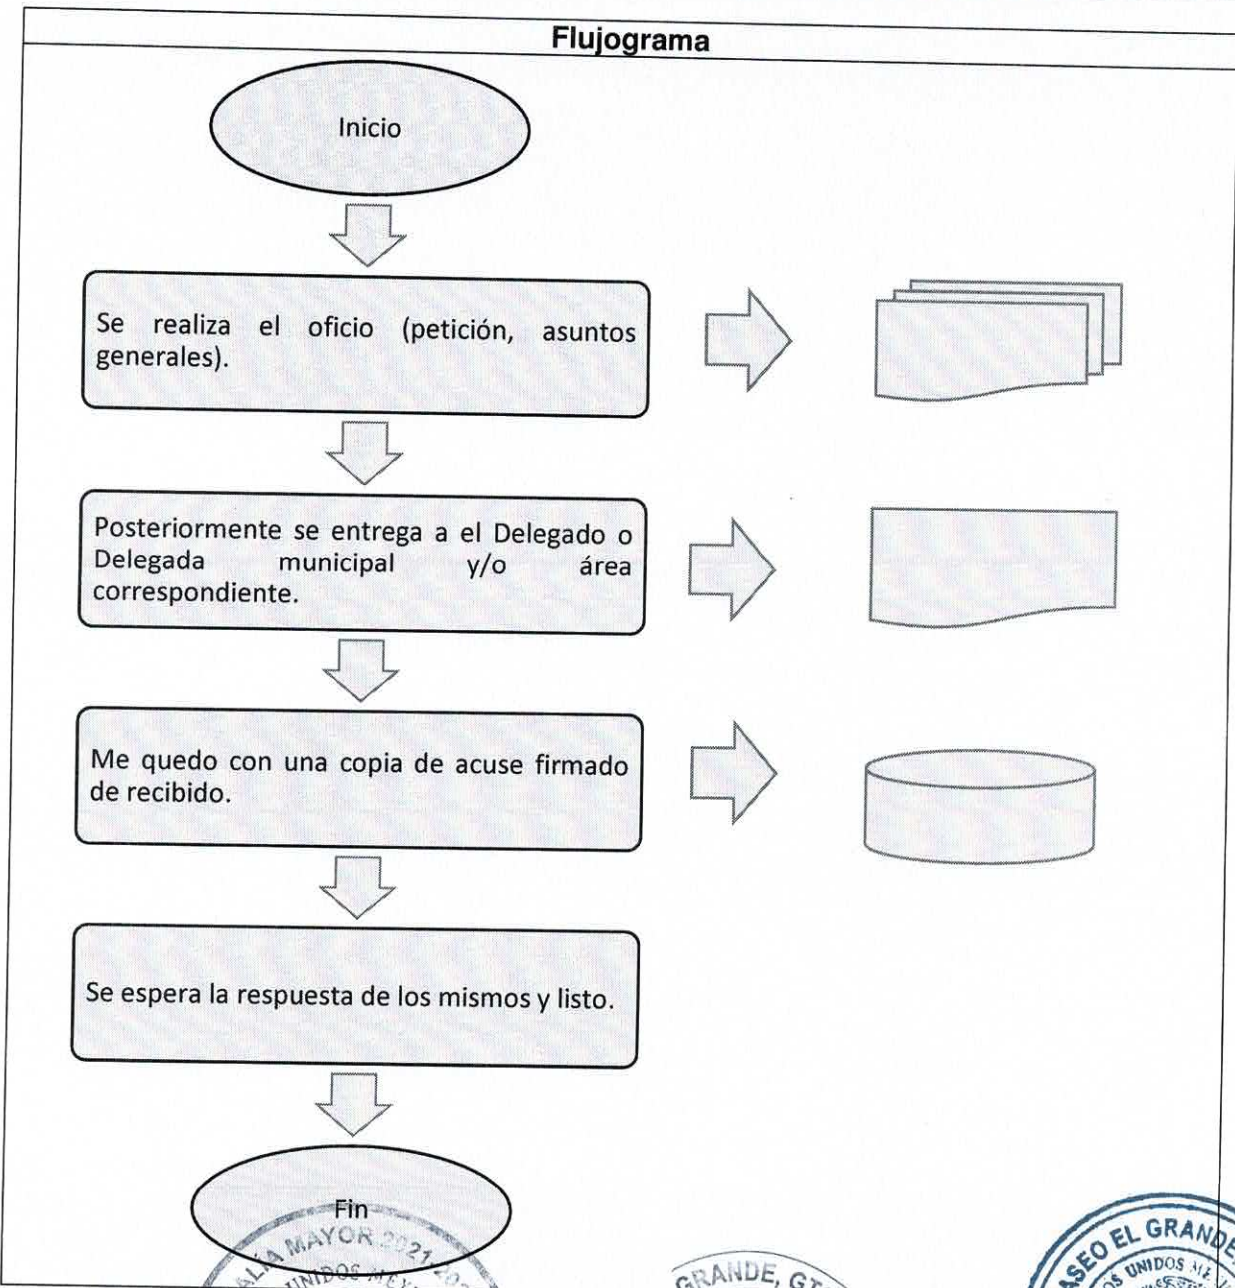 Flujograma
Inicio
Se realiza el oficio (petición, asuntos
generales).
Posteriormente se entrega a el Delegado o
Delegada municipal y/o área
correspondiente.
Me quedo con una copia de acuse firmado
de recibido.
Se espera la respuesta de los mismos y listo.
Fin
MAYOR 2021
UNIDOS
GRANDE,
EL GRANDE
UNIDOS